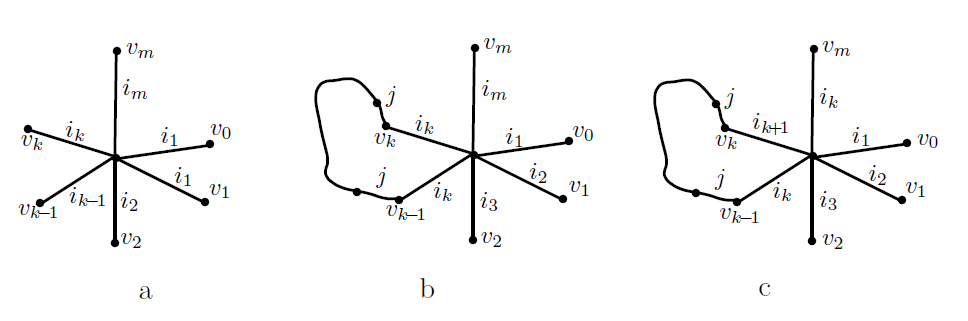 v_m v_m v_m
i_m i_m i_k
j j
i_k i_1 v_0 i_k i_1 v_0 i_{k+1} i_1 v_0
v_k v_k v_k
i_1 v_1 j i_2 v_1 j i_2 v_1
v_{k-1} i_{k-1} i_2 v_{k-1} i_k i_3 v_{k-1} i_k i_3
v_2 v_2 v_2
a b c